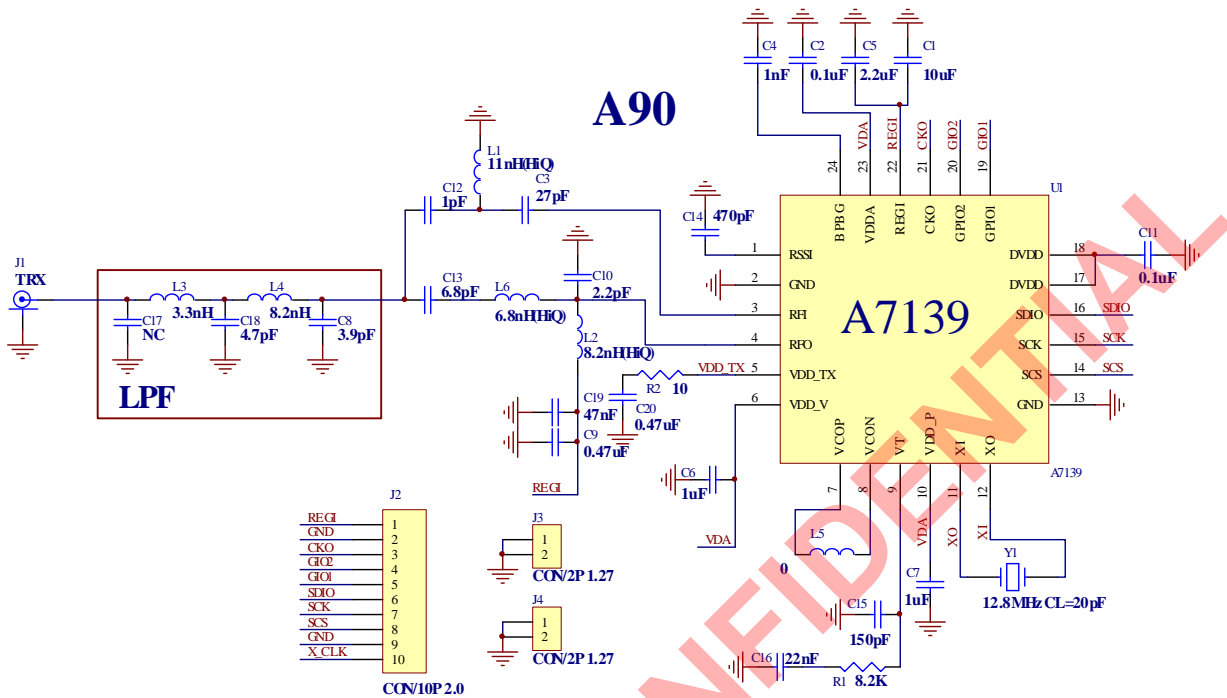 C4
1nF
C2
0.1uF
C5
2.2uF
C1
10uF
A90
VDA
REGI
CKO
GIO2
GIO1
24
23
22
21
20
19
L1
11nH(HiQ)
C12
1pF
C3
27pF
C14
470pF
U1
BPBG
VDDA
REGI
CKO
GPIO2
GPIO1
1
RSSI
2
GND
3
RFI
4
RFO
5
VDD_TX
6
VDD_V
A7139
DVDD
18
DVDD
17
SDIO
16
SDIO
SCK
15
SCK
SCS
14
SCS
GND
13
C11
0.1uF
J1
TRX
L3
3.3nH
L4
8.2nH
C17
NC
C18
4.7pF
C8
3.9pF
LPF
C13
6.8pF
L6
6.8nH(HiQ)
C10
2.2pF
L2
8.2nH(HiQ)
VDD_TX
R2
10
C19
47nF
C20
0.47uF
C9
0.47uF
REGI
C6
1uF
VDA
VCOP
VCON
VT
VDD_P
XI
XO
A7139
7
8
9
10
11
12
VDA
XO
XI
L5
0
C7
1uF
Y1
12.8MHz CL=20pF
C15
150pF
C16
22nF
R1
8.2K
J2
REGI
1
GND
2
CKO
3
GIO2
4
GIO1
5
SDIO
6
SCK
7
SCS
8
GND
9
X_CLK
10
CON/10P 2.0
J3
1
2
CON/2P 1.27
J4
1
2
CON/2P 1.27
NFIDENTIAL